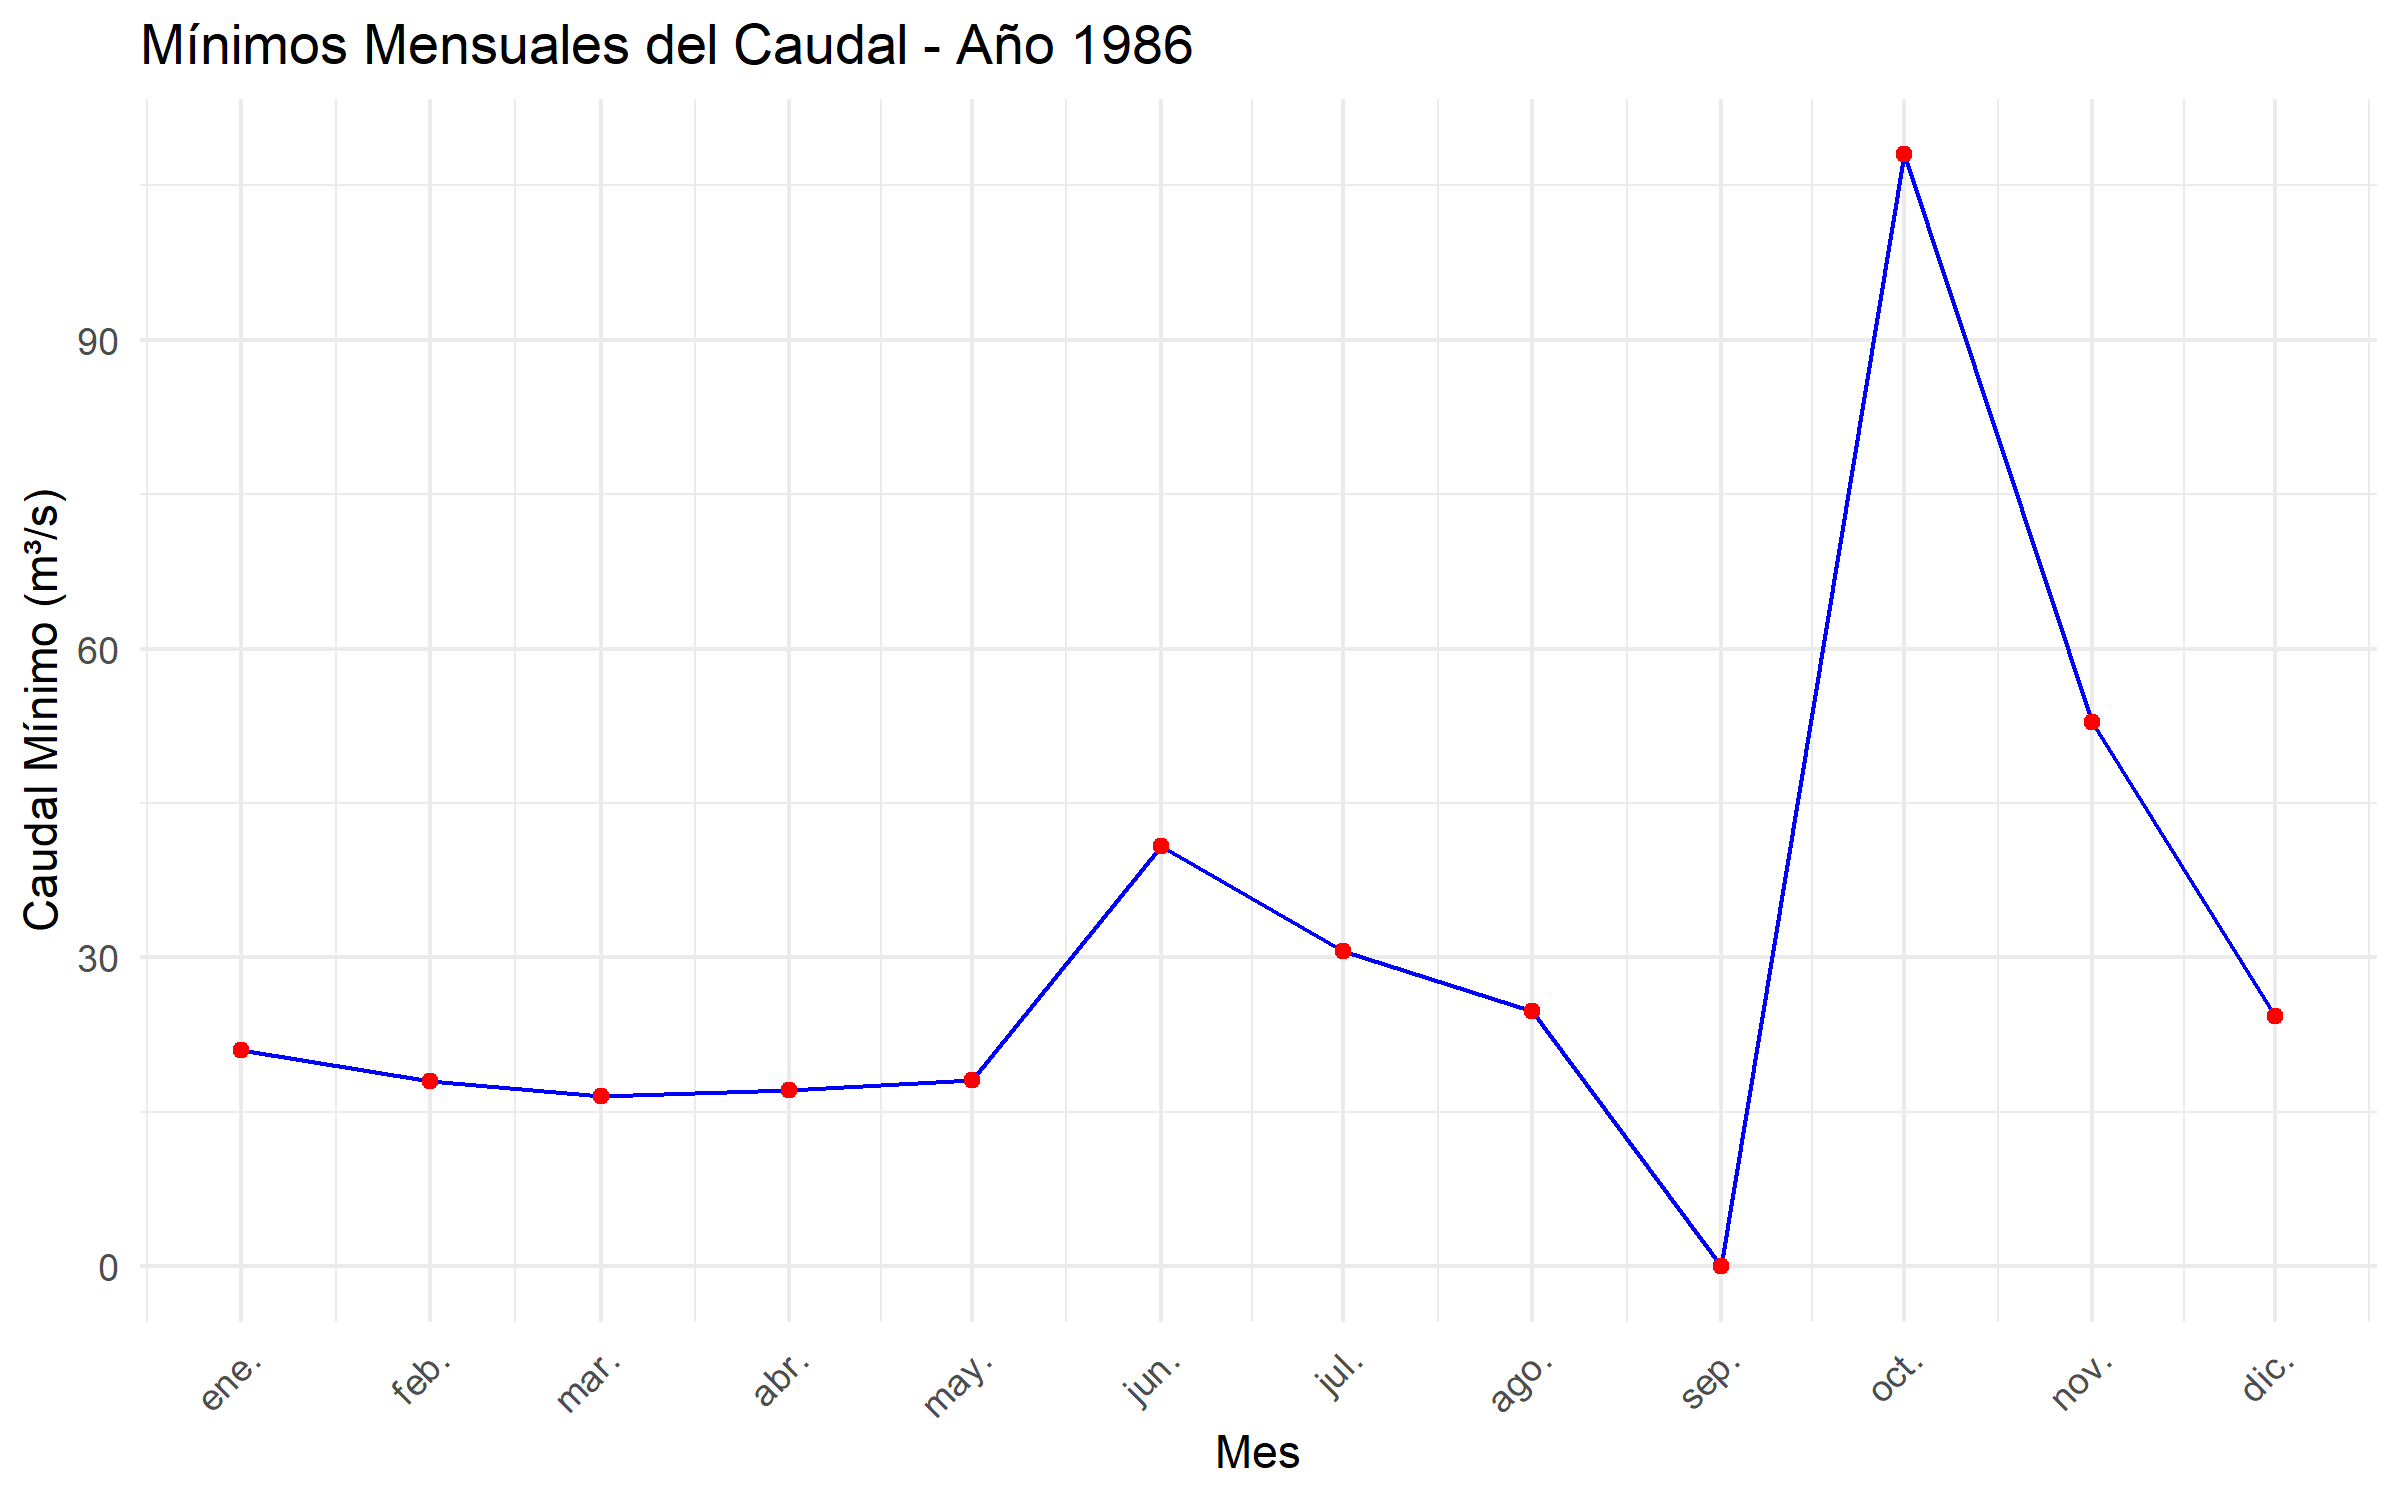 Mínimos Mensuales del Caudal - Año 1986
Caudal Mínimo (m³/s)
90
60
30
0
ene.
feb.
mar.
abr.
may.
jun.
jul.
ago.
sep.
oct.
nov.
dic.
Mes